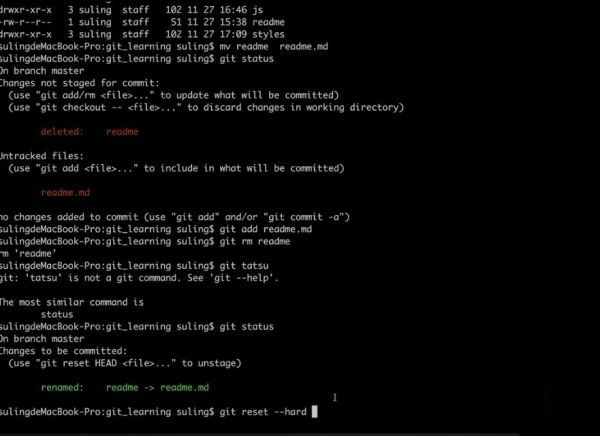 drwxr-xr-x  3 suling  staff  102 11 27 16:46 js
-rw-r--r--  1 suling  staff   51 11 27 15:38 readme
drwxr-xr-x  3 suling  staff  102 11 27 17:09 styles
sulingdeMacBook-Pro:git_learning suling$ mv readme  readme.md
sulingdeMacBook-Pro:git_learning suling$ git status
On branch master
Changes not staged for commit:
  (use "git add/rm <file>..." to update what will be committed)
  (use "git checkout -- <file>..." to discard changes in working directory)
        deleted:    readme
Untracked files:
  (use "git add <file>..." to include in what will be committed)
        readme.md
no changes added to commit (use "git add" and/or "git commit -a")
sulingdeMacBook-Pro:git_learning suling$ git add readme.md
sulingdeMacBook-Pro:git_learning suling$ git rm readme
rm 'readme'
sulingdeMacBook-Pro:git_learning suling$ git tatsu
git: 'tatsu' is not a git command. See 'git --help'.
The most similar command is
        status
sulingdeMacBook-Pro:git_learning suling$ git status
On branch master
Changes to be committed:
  (use "git reset HEAD <file>..." to unstage)
        renamed:    readme -> readme.md
sulingdeMacBook-Pro:git_learning suling$ git reset --hard